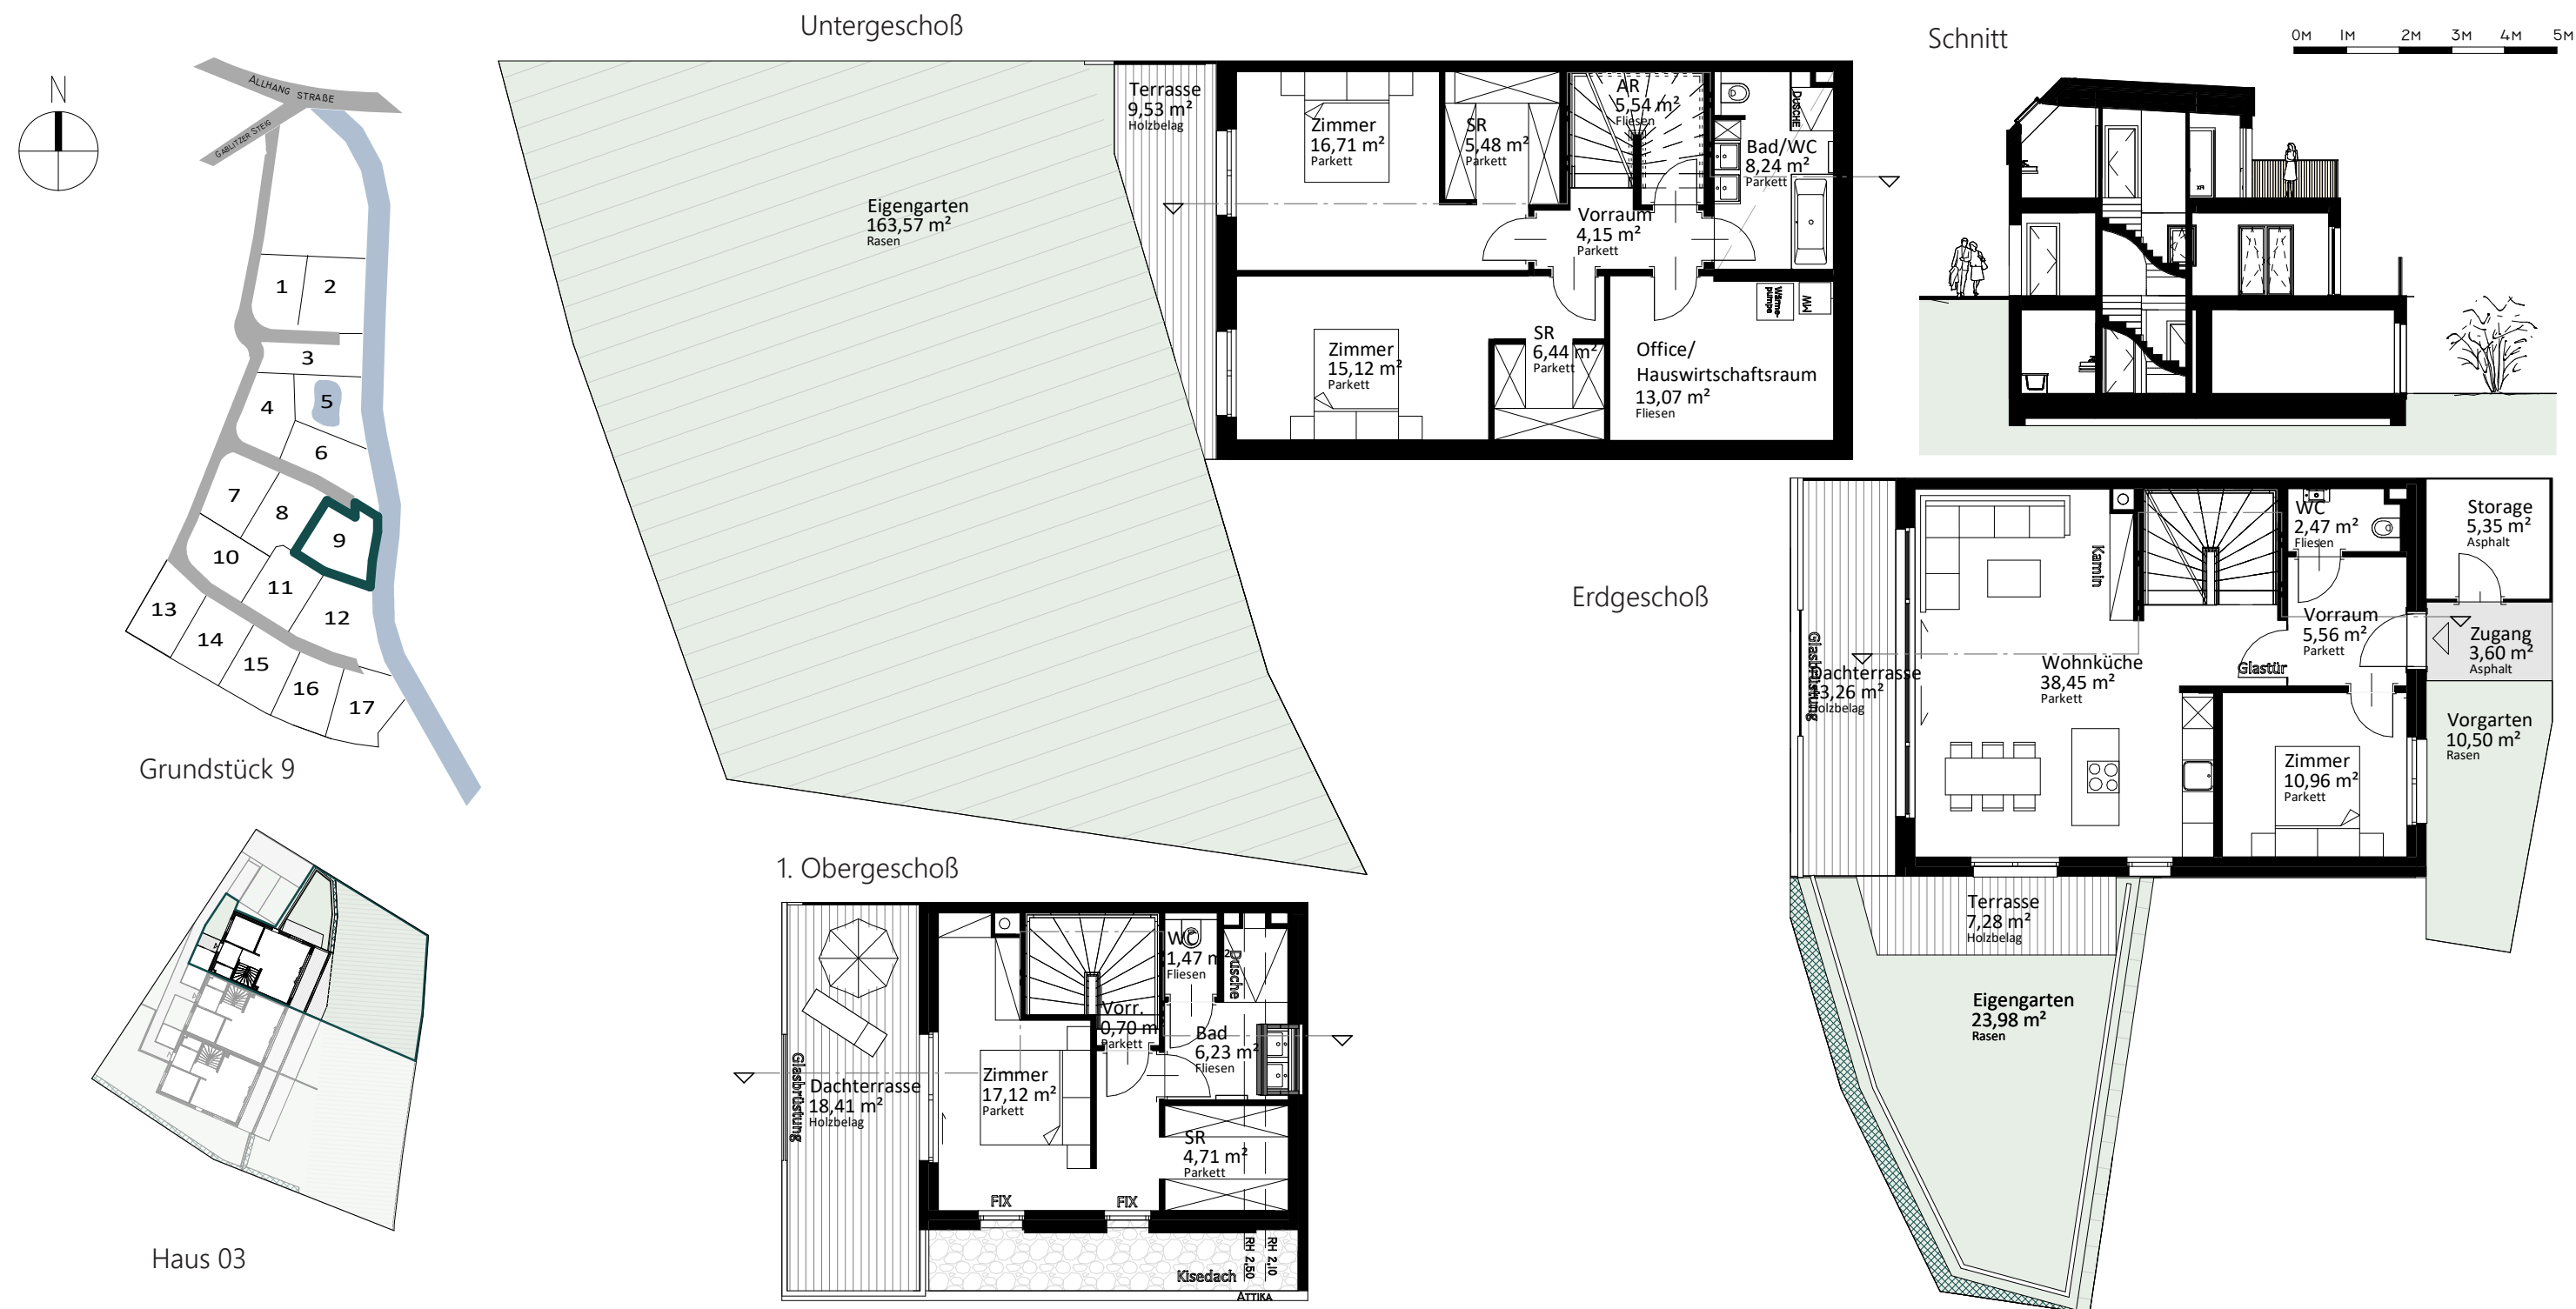 Untergeschoß
Schnitt
0M 1M 2M 3M 4M 5M
N
ALLHANG STRAßE
GABLITZER STEIG
1
2
3
4
5
6
7
8
9
10
11
12
13
14
15
16
17
Grundstück 9
Haus 03
Eigengarten
163,57 m²
Rasen
Terrasse
9,53 m²
Holzbelag
Zimmer
16,71 m²
Parkett
SR
5,48 m²
Parkett
AR
5,54 m²
Fliesen
DUSCHE
Bad/WC
8,24 m²
Parkett
Vorraum
4,15 m²
Parkett
Zimmer
15,12 m²
Parkett
SR
6,44 m²
Parkett
Office/
Hauswirtschaftsraum
13,07 m²
Fliesen
Wärme-
pumpe
WM
FIX
Erdgeschoß
Glasbrüstung
Dachterrasse
13,26 m²
Holzbelag
Kamin
Wohnküche
38,45 m²
Parkett
WC
2,47 m²
Fliesen
Vorraum
5,56 m²
Parkett
Glastür
Storage
5,35 m²
Asphalt
Zugang
3,60 m²
Asphalt
Vorgarten
10,50 m²
Rasen
Zimmer
10,96 m²
Parkett
Terrasse
7,28 m²
Holzbelag
Eigengarten
23,98 m²
Rasen
1. Obergeschoß
Glasbrüstung
Dachterrasse
18,41 m²
Holzbelag
Zimmer
17,12 m²
Parkett
WC
1,47 m²
Fliesen
Dusche
Vorr.
0,70 m
Parkett
Bad
6,23 m²
Fliesen
SR
4,71 m²
Parkett
FIX
FIX
RH 2,50
RH 2,10
Kisedach
ATTIKA